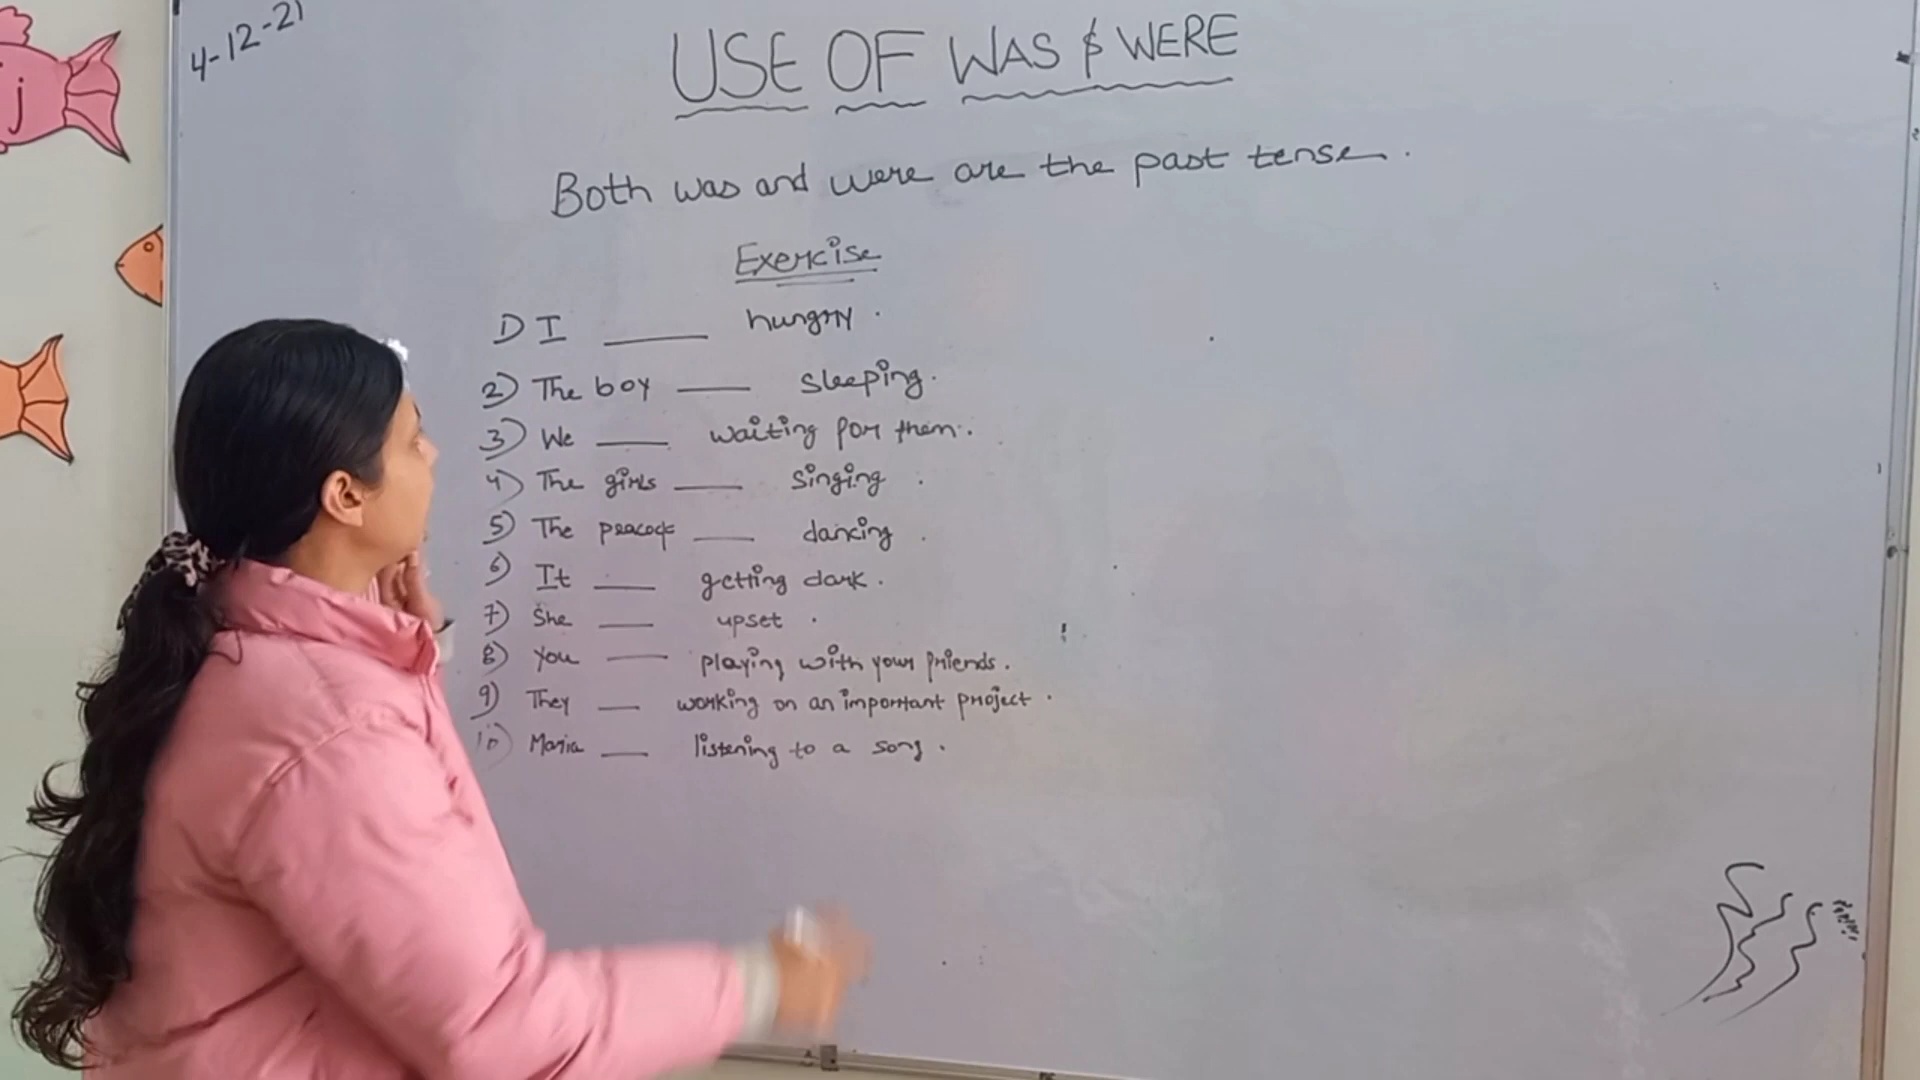 4-12-21
USE OF WAS & WERE
Both was and were are the past tense.
Exercise
1) I ____ hungry.
2) The boy ____ sleeping.
3) We ____ waiting for them.
4) The girls ____ singing.
5) The peacock ____ dancing.
6) It ____ getting dark.
7) She ____ upset.
8) You ____ playing with your friends.
9) They ____ working on an important project.
10) Maria ____ listening to a song.
j